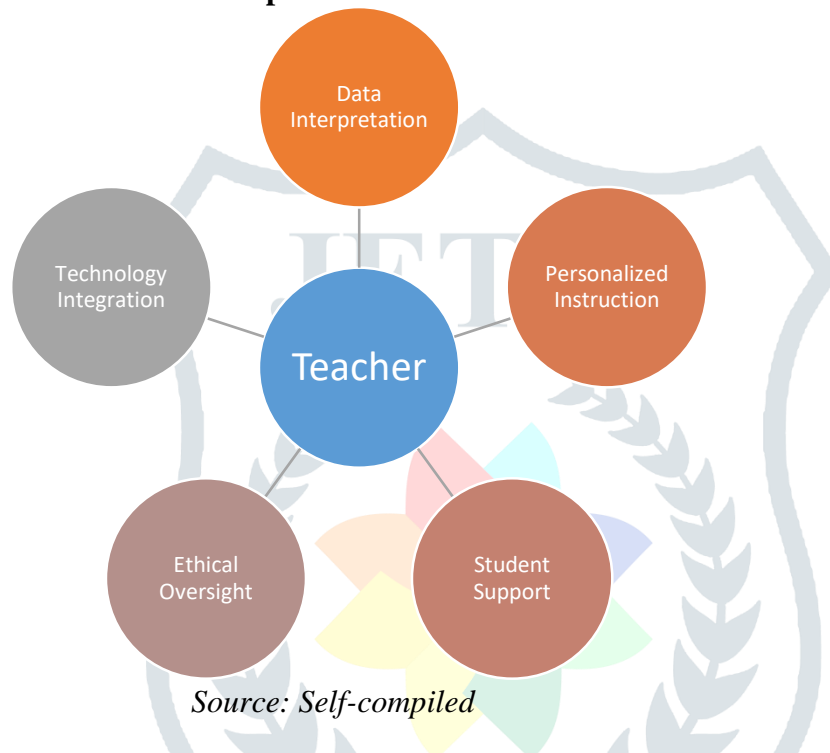 Data
Interpretation
Technology
Integration
Personalized
Instruction
Teacher
Ethical
Oversight
Student
Support
Source: Self-compiled